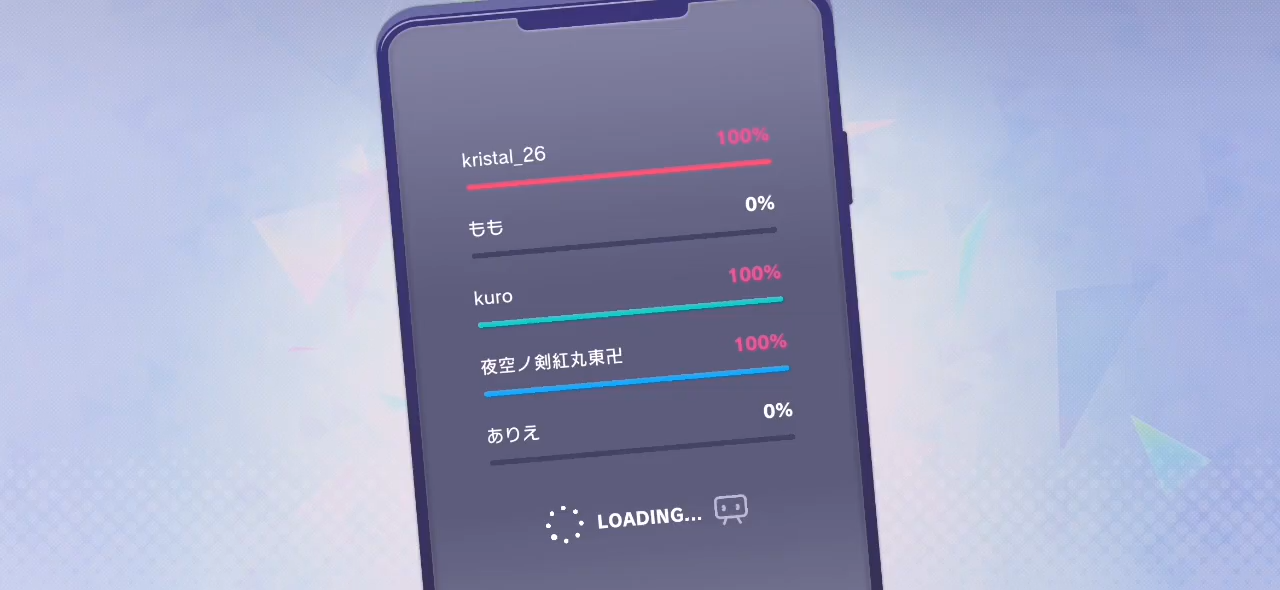 kristal_26 100%
もも 0%
kuro 100%
夜空ノ剣紅丸東卍 100%
ありえ 0%
LOADING...